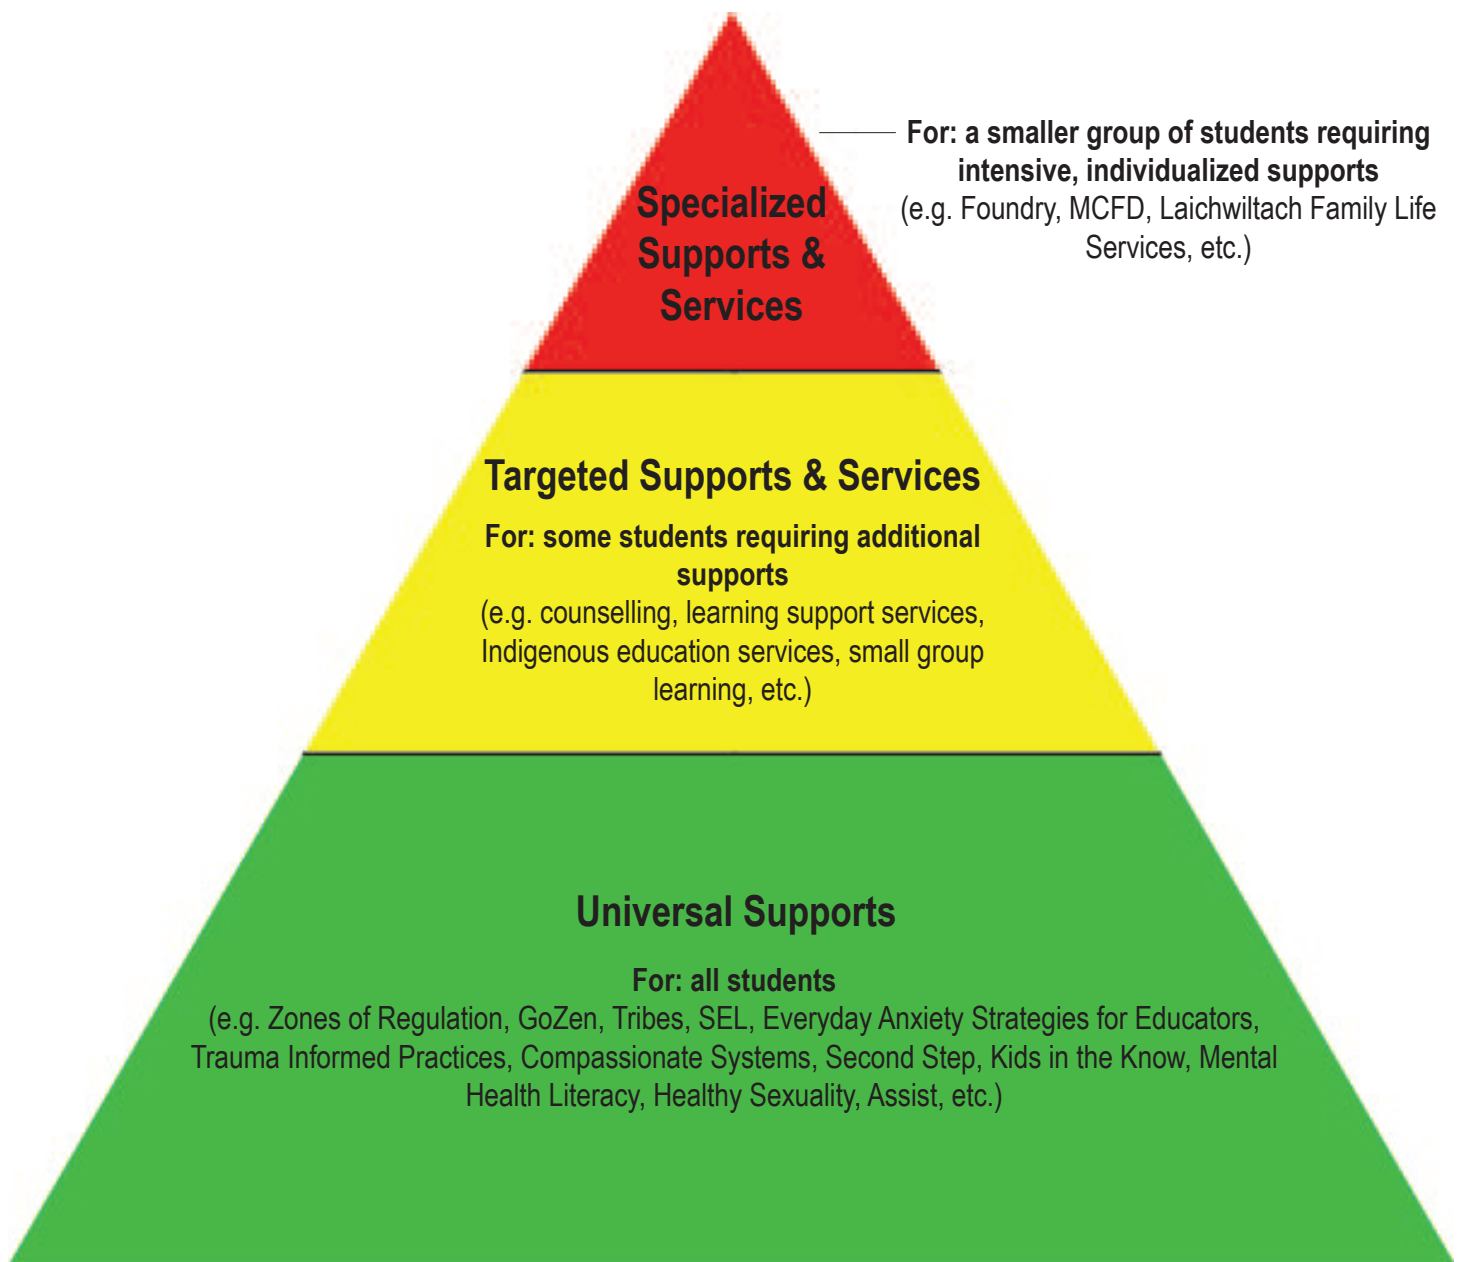 For: a smaller group of students requiring
intensive, individualized supports
(e.g. Foundry, MCFD, Laichwiltach Family Life
Services, etc.)
Specialized
Supports &
Services
Targeted Supports & Services
For: some students requiring additional
supports
(e.g. counselling, learning support services,
Indigenous education services, small group
learning, etc.)
Universal Supports
For: all students
(e.g. Zones of Regulation, GoZen, Tribes, SEL, Everyday Anxiety Strategies for Educators,
Trauma Informed Practices, Compassionate Systems, Second Step, Kids in the Know, Mental
Health Literacy, Healthy Sexuality, Assist, etc.)